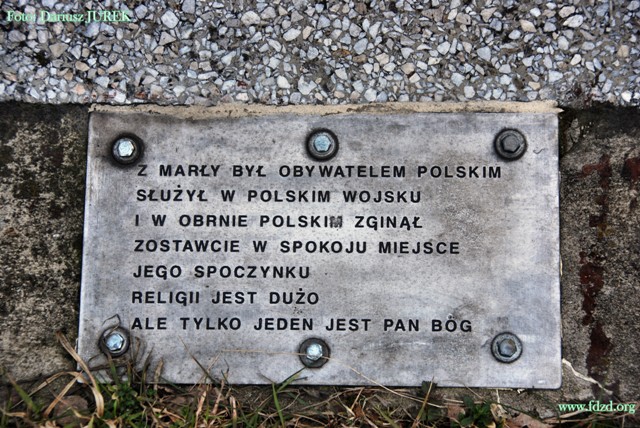 Foto: Dariusz JUREK
Z MARŁY BYŁ OBYWATELEM POLSKIM
SŁUŻYŁ W POLSKIM WOJSKU
I W OBRNIE POLSKIM ZGINĄŁ
ZOSTAWCIE W SPOKOJU MIEJSCE
JEGO SPOCZYNKU
RELIGII JEST DUŻO
ALE TYLKO JEDEN JEST PAN BÓG
www.fdzd.org